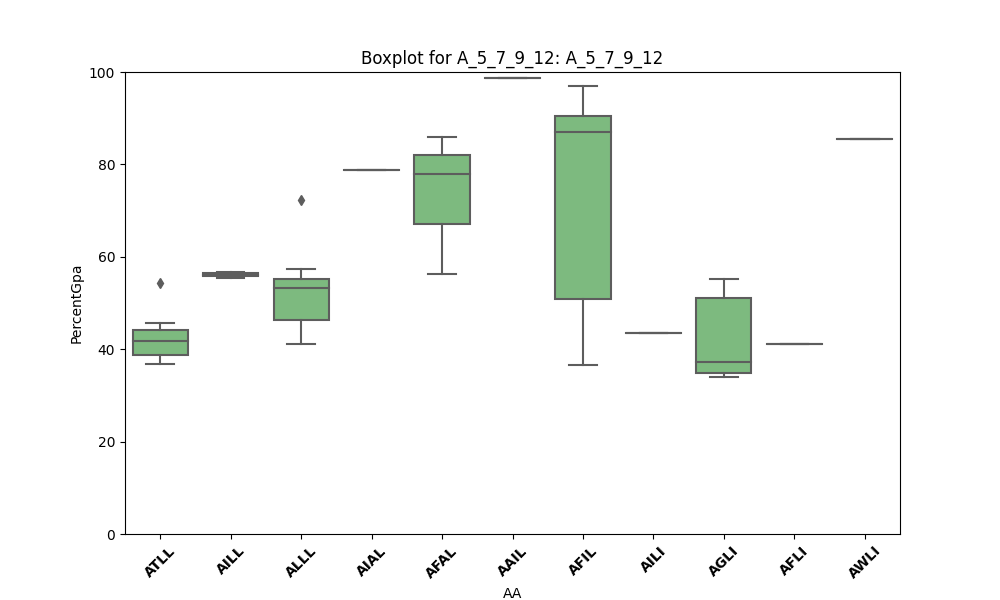 Boxplot for A_5_7_9_12: A_5_7_9_12
PercentGpa
100
80
60
40
20
0
ATLL
AILL
ALLL
AIAL
AFAL
AAIL
AFIL
AILI
AGLI
AFLI
AWLI
AA